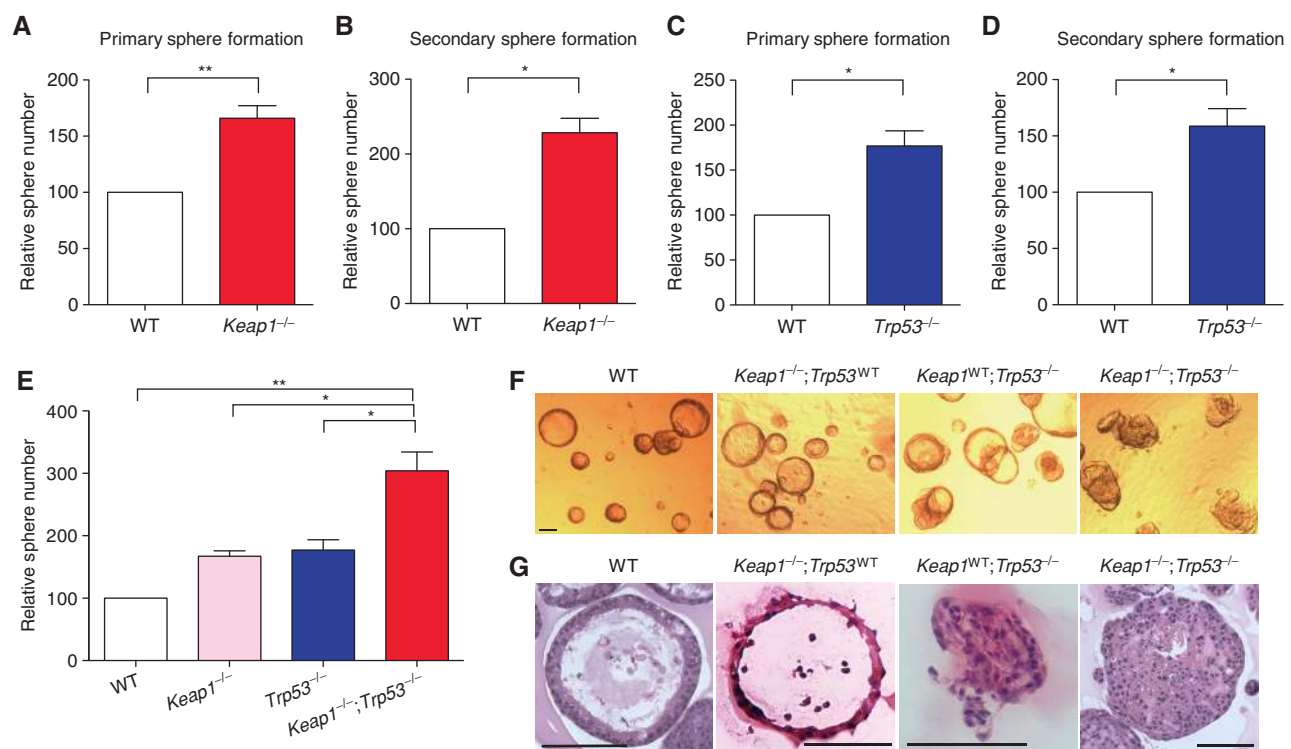 A
Primary sphere formation
Relative sphere number
200
150
100
50
0
**
WT
Keap1–/–
B
Secondary sphere formation
Relative sphere number
300
200
100
0
*
WT
Keap1–/–
C
Primary sphere formation
Relative sphere number
250
200
150
100
50
0
*
WT
Trp53–/–
D
Secondary sphere formation
Relative sphere number
200
150
100
50
0
*
WT
Trp53–/–
E
Relative sphere number
400
300
200
100
0
**
*
*
WT
Keap1–/–
Trp53–/–
Keap1–/–;Trp53–/–
F
WT
Keap1–/–;Trp53WT
Keap1WT;Trp53–/–
Keap1–/–;Trp53–/–
G
WT
Keap1–/–;Trp53WT
Keap1WT;Trp53–/–
Keap1–/–;Trp53–/–